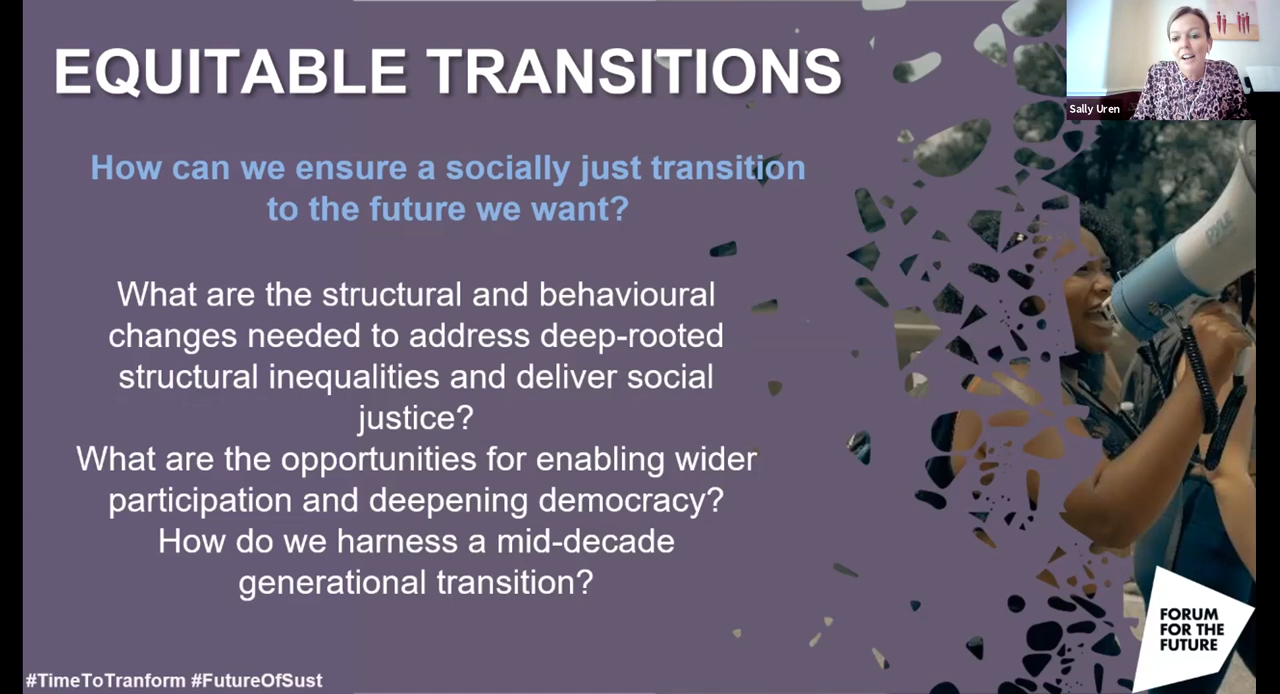 EQUITABLE TRANSITIONS
Sally Uren
How can we ensure a socially just transition
to the future we want?
PYLE
What are the structural and behavioural
changes needed to address deep-rooted
structural inequalities and deliver social
justice?
What are the opportunities for enabling wider
participation and deepening democracy?
How do we harness a mid-decade
generational transition?
FORUM
FOR THE
FUTURE
#TimeToTranform #FutureOfSust